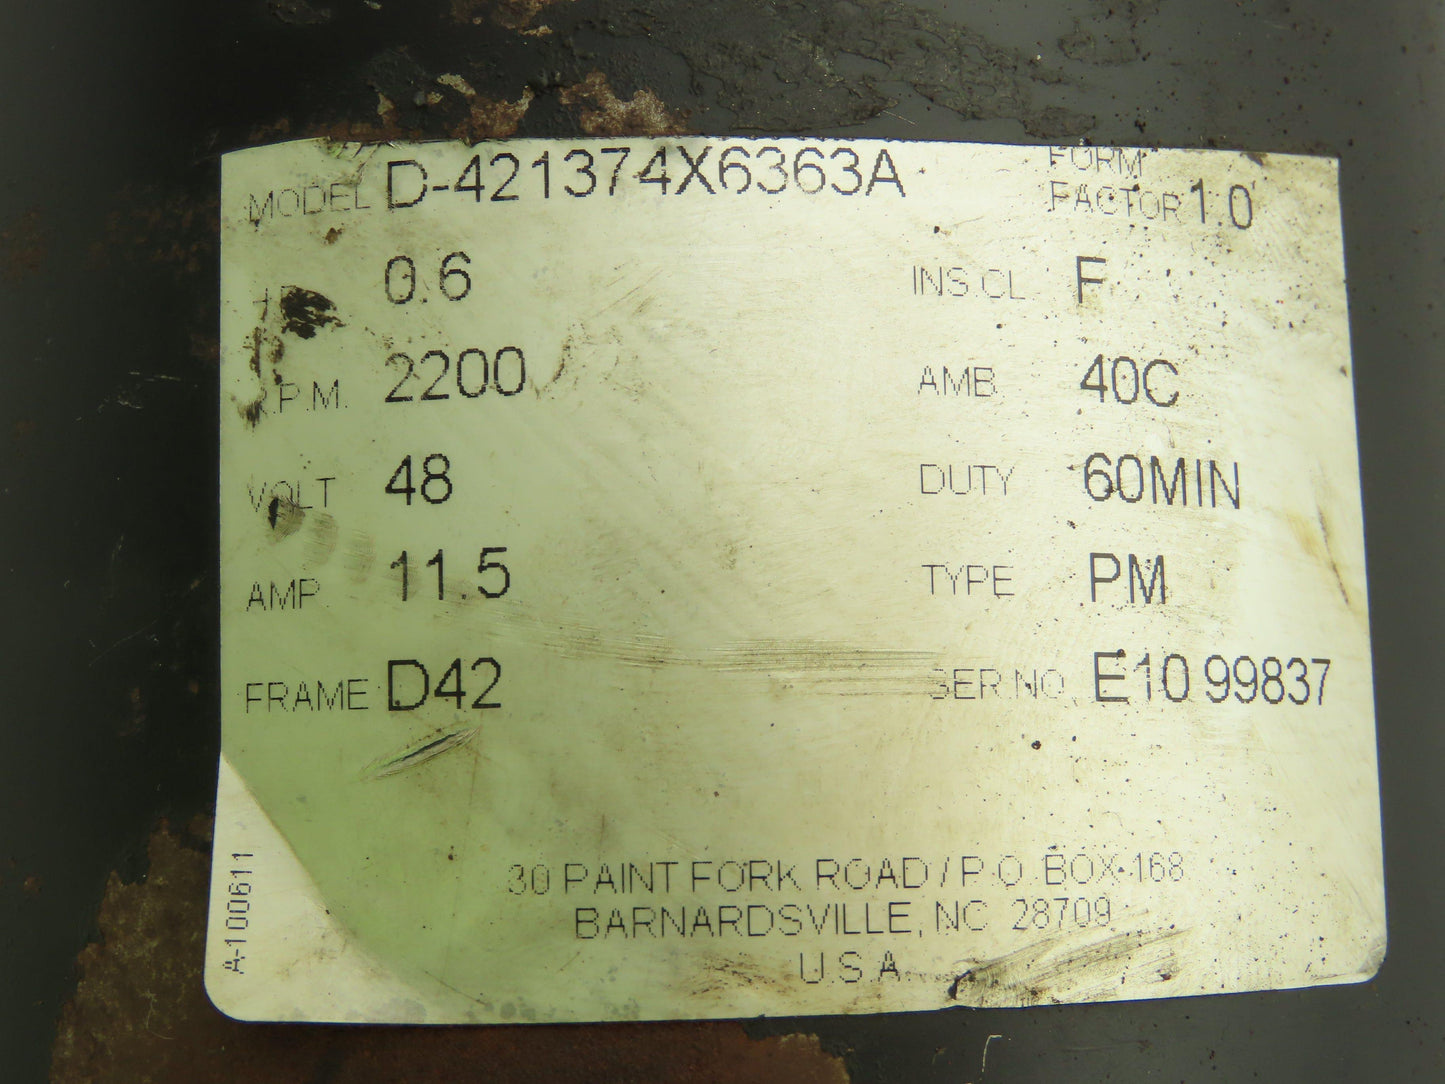 MODEL D-421374X6363A
FORM
FACTOR 1.0
0.6
INS.CL F
R.P.M. 2200
AMB. 40C
VOLT 48
DUTY 60MIN
AMP. 11.5
TYPE PM
FRAME D42
SER.NO. E10 99837
30 PAINT FORK ROAD / P.O. BOX 168
BARNARDSVILLE, NC 28709
U.S.A.
A-100611